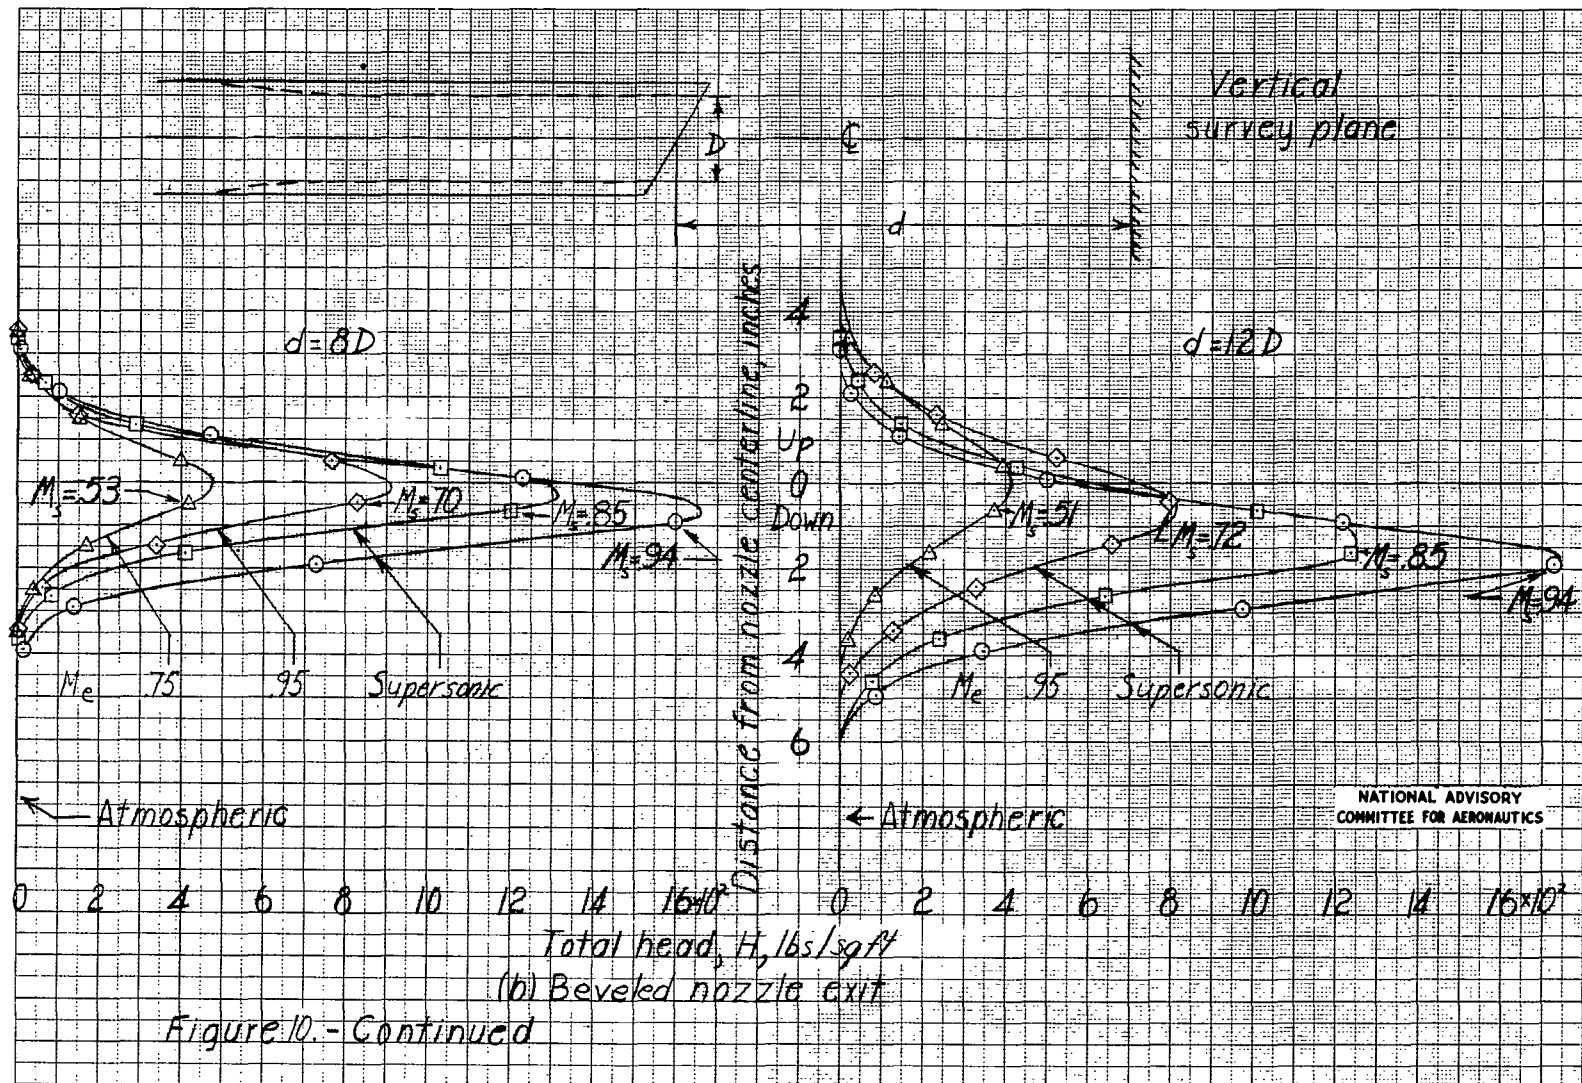 Vertical
survey plane
D
℄
d
d=8D
d=12D
Distance from nozzle centerline, inches
4
2
Up
0
Down
2
4
6
Ms=.53
Ms=.70
Ms=.85
Ms=.94
Me .75 .95 Supersonic
Ms=.51
Ms=.72
Ms=.85
Ms=.94
Me .95 Supersonic
←Atmospheric
←Atmospheric
NATIONAL ADVISORY
COMMITTEE FOR AERONAUTICS
0 2 4 6 8 10 12 14 16×10²
0 2 4 6 8 10 12 14 16×10²
Total head, H, lbs/sq ft
(b) Beveled nozzle exit
Figure 10.- Continued